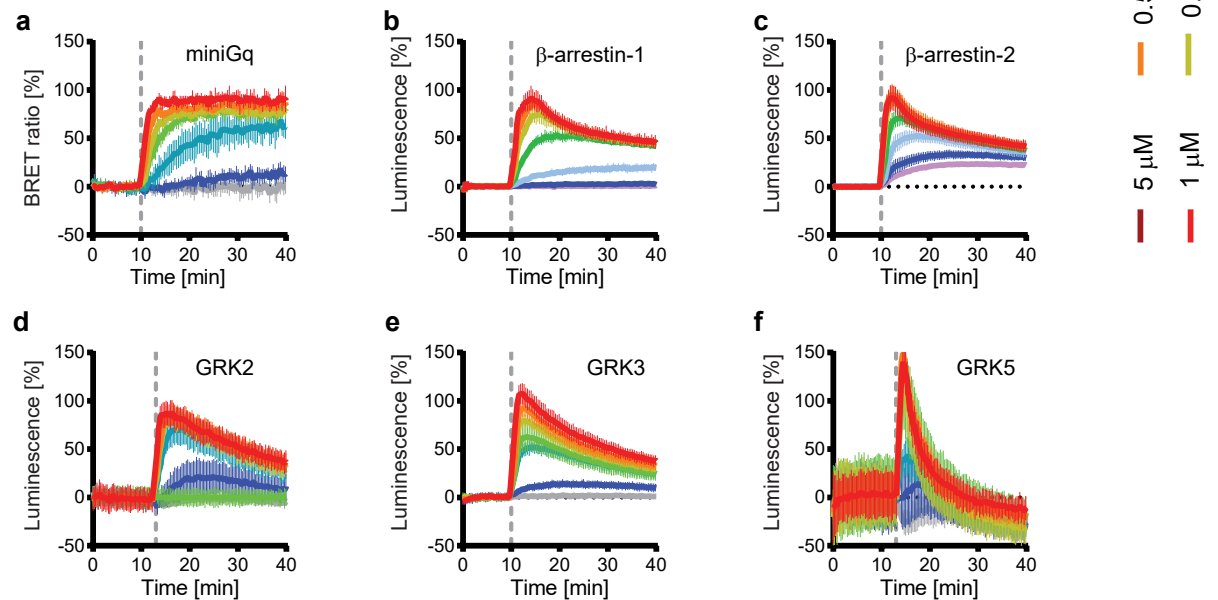 a
miniGq
BRET ratio [%]
150
100
50
0
-50
0 10 20 30 40
Time [min]
b
β-arrestin-1
Luminescence [%]
150
100
50
0
-50
0 10 20 30 40
Time [min]
c
β-arrestin-2
Luminescence [%]
150
100
50
0
-50
0 10 20 30 40
Time [min]
5 μM
1 μM
d
GRK2
Luminescence [%]
150
100
50
0
-50
0 10 20 30 40
Time [min]
e
GRK3
Luminescence [%]
150
100
50
0
-50
0 10 20 30 40
Time [min]
f
GRK5
Luminescence [%]
150
100
50
0
-50
0 10 20 30 40
Time [min]